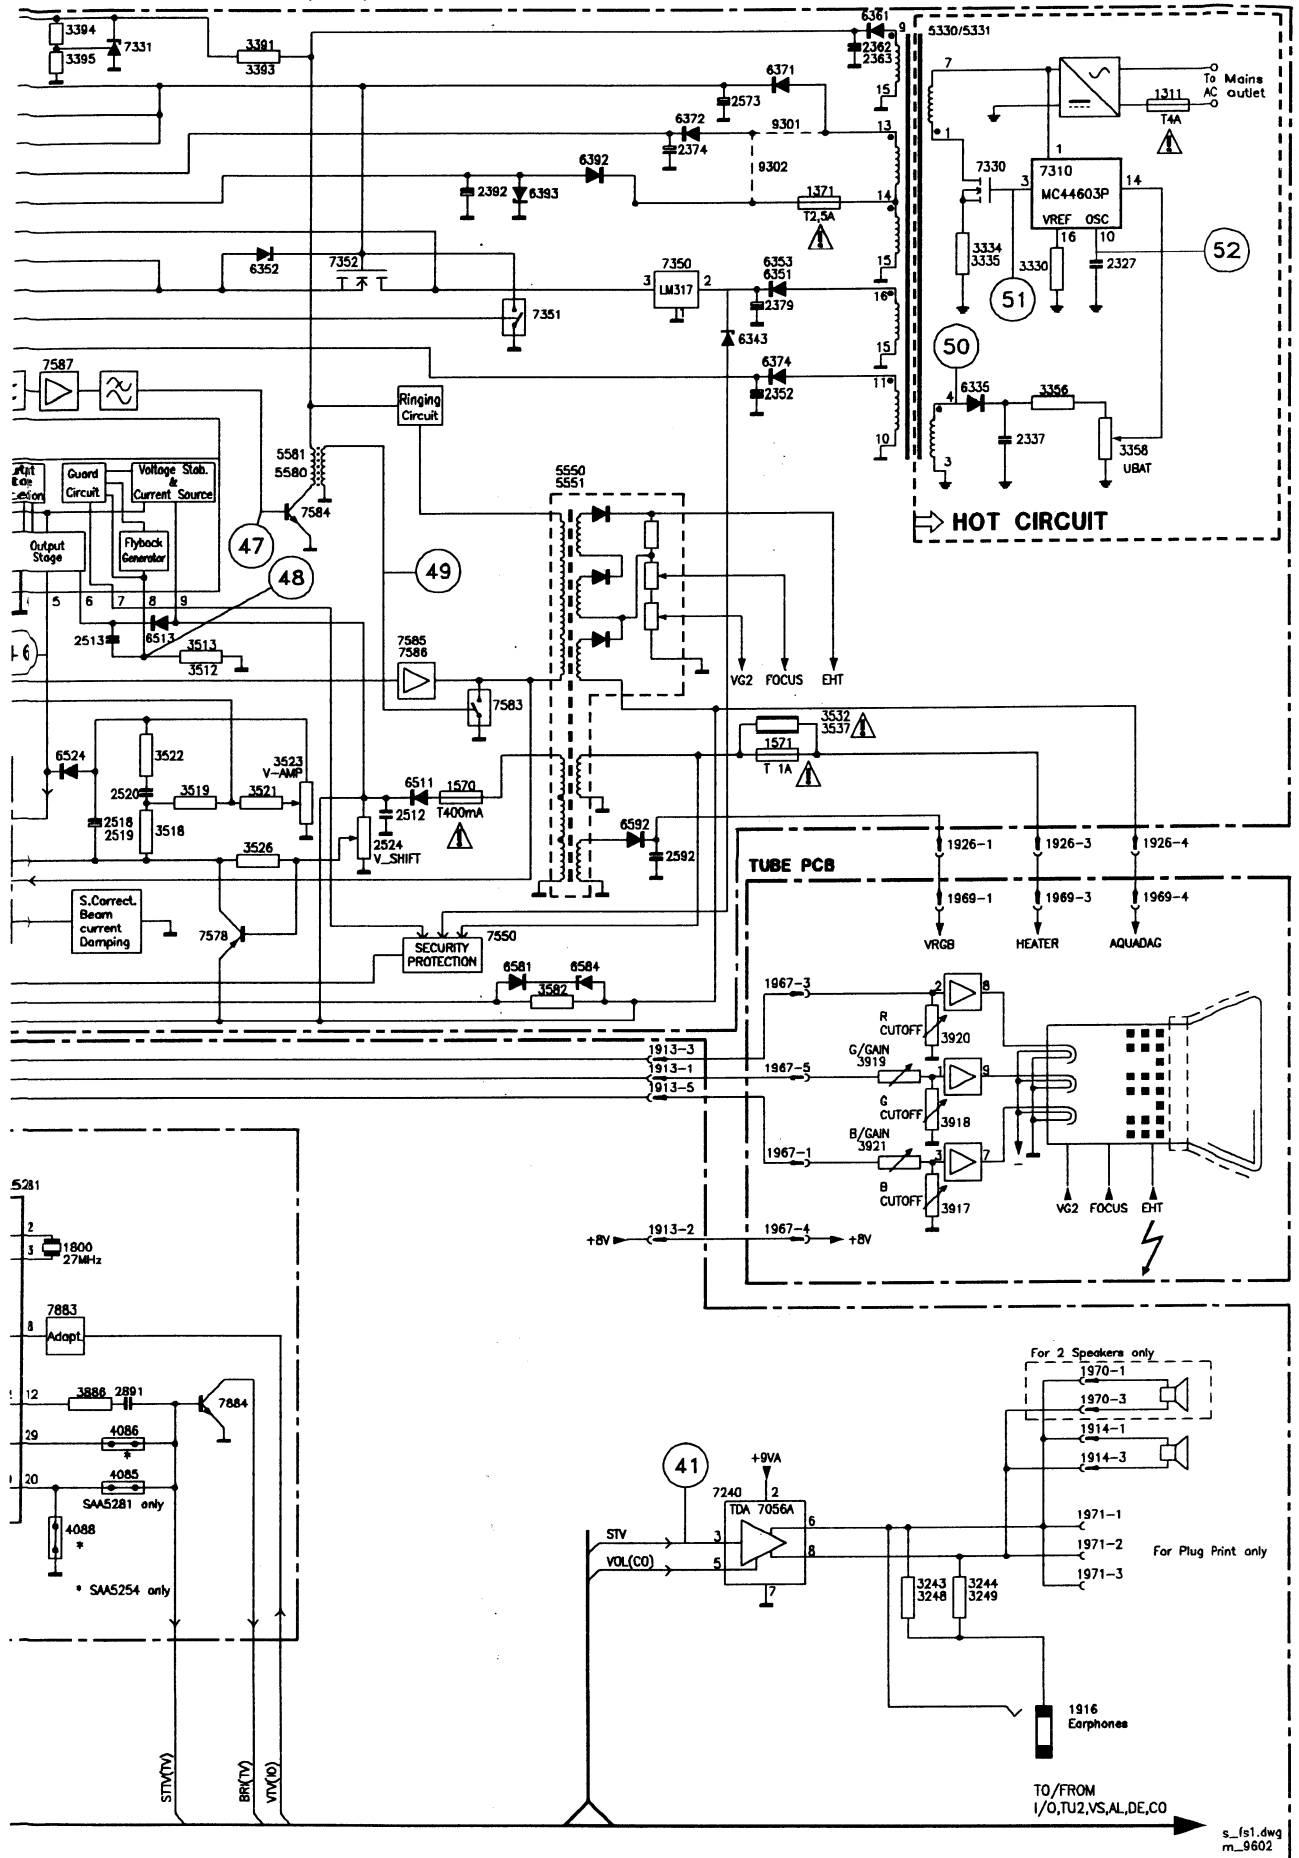 3394
3395
7331
3391
3393
6361
9
2362
2363
15
5330/5331
7
To Mains
AC outlet
1311
T4A
6371
2573
13
1
6372
2374
9301
9302
6392
2392
6393
1371
T2,5A
14
7330
3
1
7310
MC44603P
14
VREF OSC
16
10
3334
3335
3330
2327
52
51
6352
7352
7351
7350
3
LM317
2
1
6353
6351
2379
6343
15
16
15
50
4
6335
3356
2337
3358
UBAT
3
HOT CIRCUIT
7587
Ringing
Circuit
6374
2352
11
10
5581
5580
7584
47
48
49
Guard
Circuit
Voltage Stab.
&
Current Source
Output
Stage
Flyback
Generator
5
6
7
8
9
2513
6513
3513
3512
5550
5551
VG2
FOCUS
EHT
7585
7586
7583
3532
3537
1571
T 1A
6524
3522
2520
2518
2519
3518
3519
3521
3523
V-AMP
3526
6511
1570
T400mA
2512
2524
V_SHIFT
6592
2592
S.Correct.
Beam
current
Damping
7578
7550
SECURITY
PROTECTION
6581
6584
3582
1926-1
1926-3
1926-4
TUBE PCB
1969-1
1969-3
1969-4
VRGB
HEATER
AQUADAG
1967-3
2
8
R
CUTOFF
3920
G/GAIN
3919
1967-5
1
9
G
CUTOFF
3918
B/GAIN
3921
1967-1
3
7
B
CUTOFF
3917
1913-3
1913-1
1913-5
VG2
FOCUS
EHT
+8V
1913-2
1967-4
+8V
5281
2
3
1800
27MHz
7883
8
Adapt.
12
3886
2891
7884
29
4086
*
20
4085
SAA5281 only
4088
*
* SAA5254 only
STTV(TV)
BRI(TV)
VTV(IO)
For 2 Speakers only
1970-1
1970-3
1914-1
1914-3
41
+9VA
7240
2
TDA 7056A
STV
3
VOL(CO)
5
6
8
7
1971-1
1971-2
1971-3
For Plug Print only
3243
3248
3244
3249
1916
Earphones
TO/FROM
I/O,TU2,VS,AL,DE,CO
s_fs1.dwg
m_9602